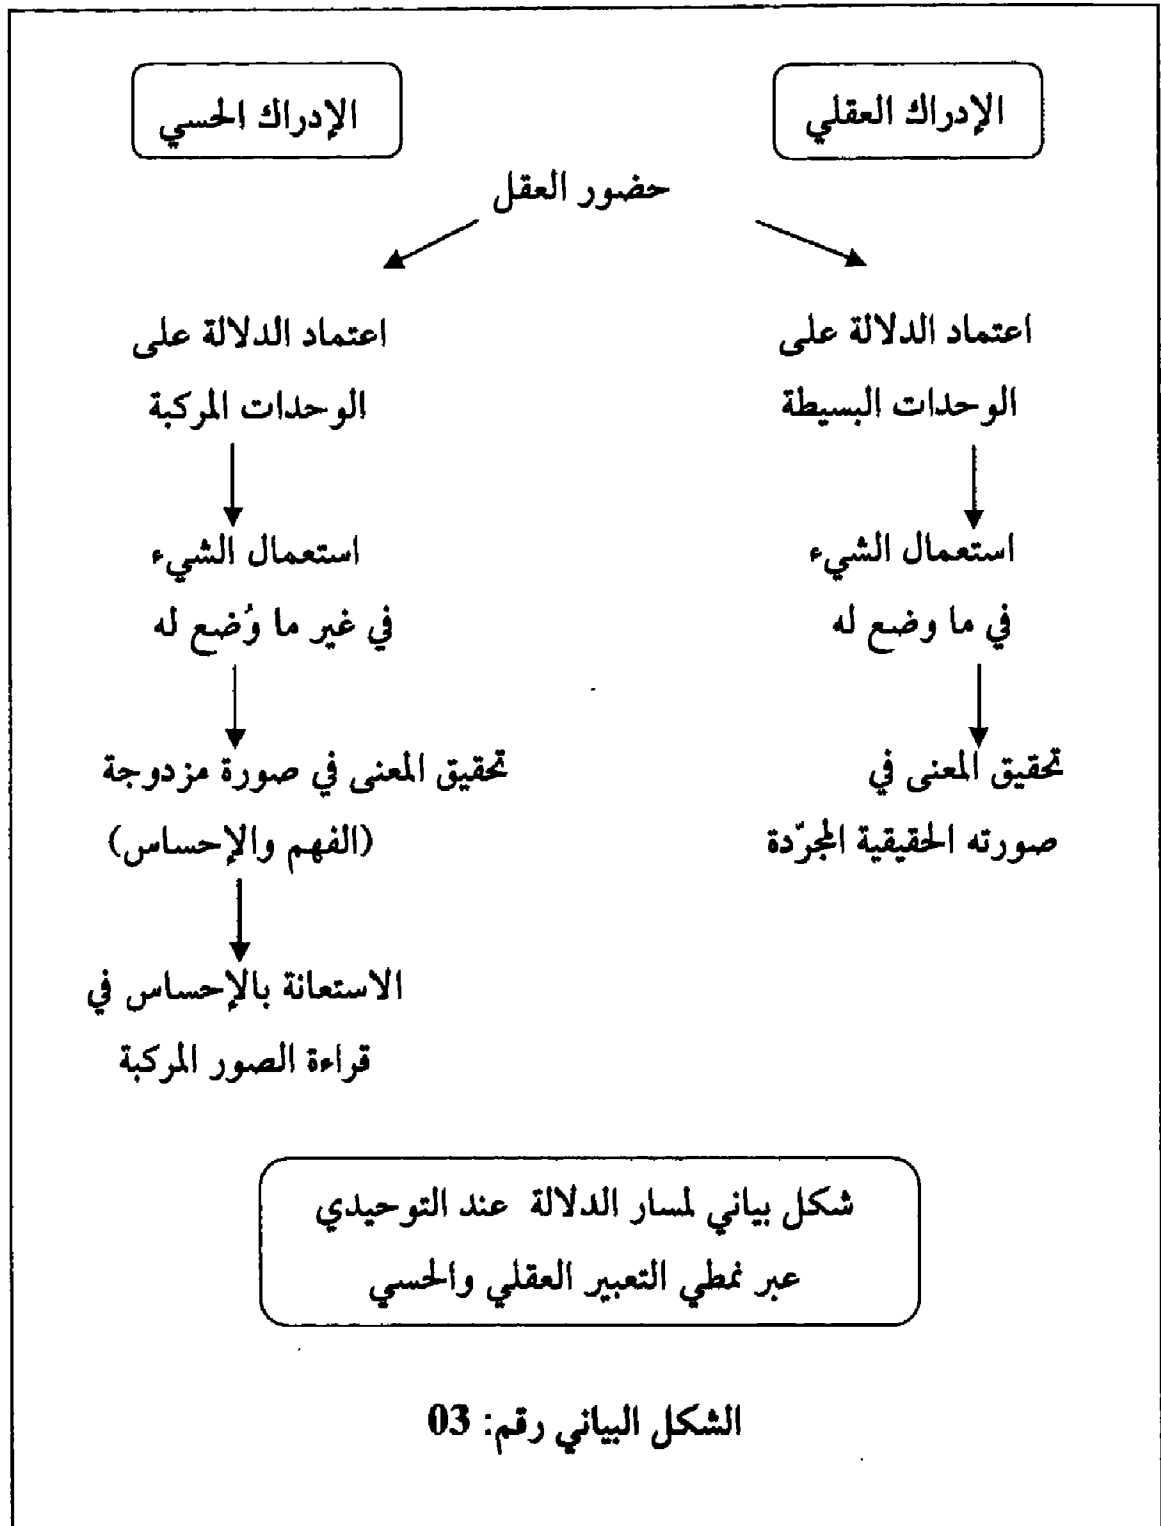 الإدراك العقلي
الإدراك الحسي
حضور العقل
اعتماد الدلالة على
الوحدات البسيطة
استعمال الشيء
في ما وضع له
تحقيق المعنى في
صورته الحقيقية المجرّدة
اعتماد الدلالة على
الوحدات المركبة
استعمال الشيء
في غير ما وُضع له
تحقيق المعنى في صورة مزدوجة
(الفهم والإحساس)
الاستعانة بالإحساس في
قراءة الصور المركبة
شكل بياني لمسار الدلالة عند التوحيدي
عبر نمطي التعبير العقلي والحسي
الشكل البياني رقم: 03